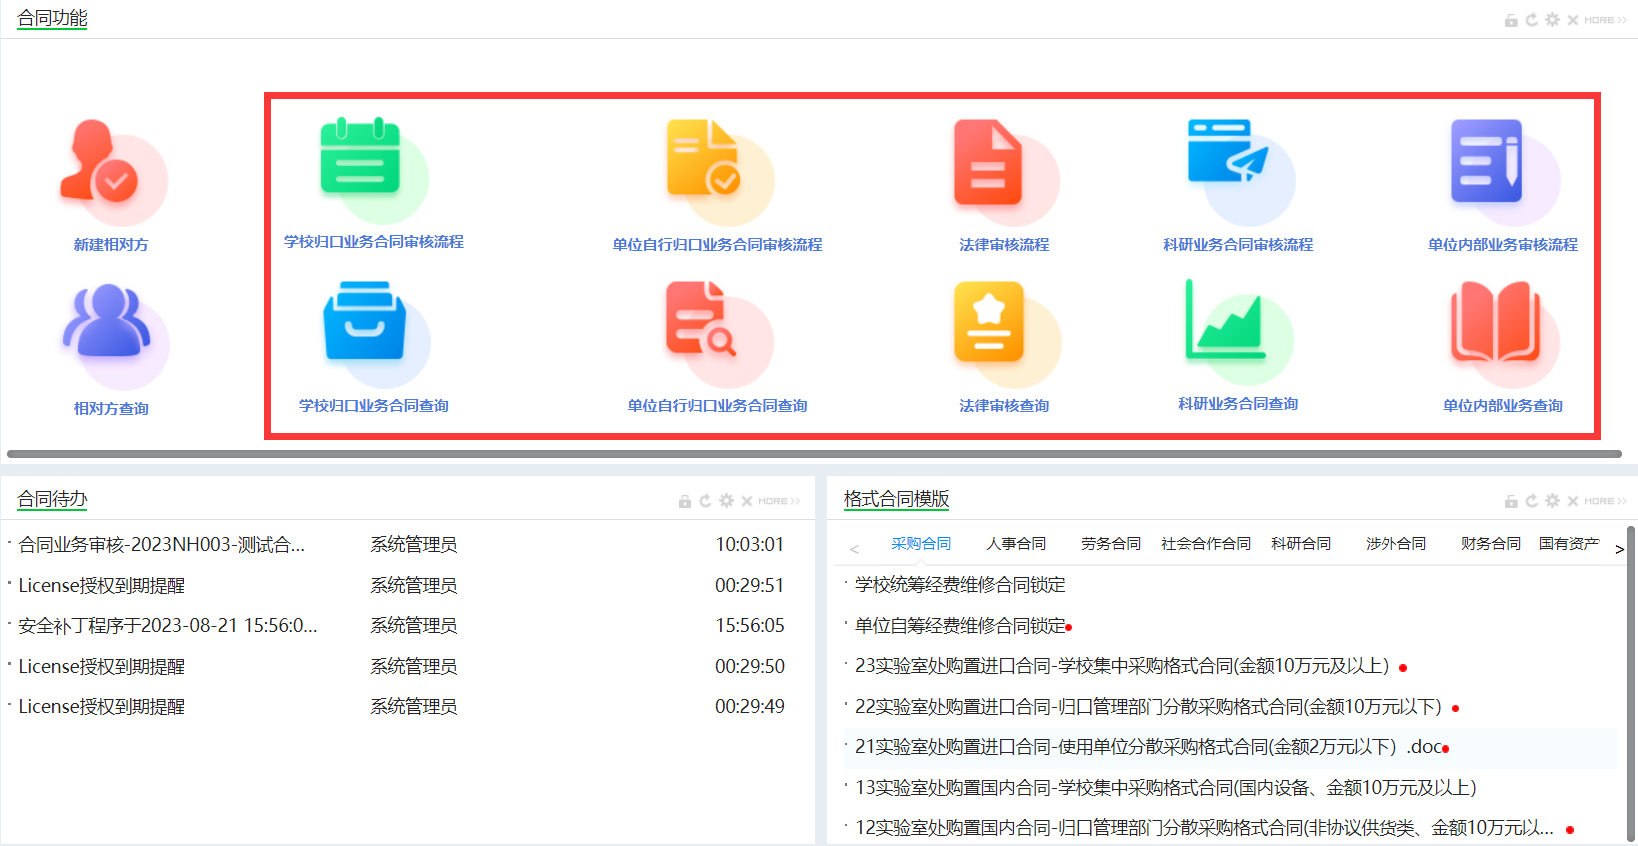 合同功能
MORE >>
新建相对方
学校归口业务合同审核流程
单位自行归口业务合同审核流程
法律审核流程
科研业务合同审核流程
单位内部业务审核流程
相对方查询
学校归口业务合同查询
单位自行归口业务合同查询
法律审核查询
科研业务合同查询
单位内部业务查询
合同待办
MORE >>
合同业务审核-2023NH003-测试合... 系统管理员 10:03:01
License授权到期提醒 系统管理员 00:29:51
安全补丁程序于2023-08-21 15:56:0... 系统管理员 15:56:05
License授权到期提醒 系统管理员 00:29:50
License授权到期提醒 系统管理员 00:29:49
格式合同模版
MORE >>
< 采购合同 人事合同 劳务合同 社会合作合同 科研合同 涉外合同 财务合同 国有资产 >
学校统筹经费维修合同锁定
单位自筹经费维修合同锁定
23实验室处购置进口合同-学校集中采购格式合同(金额10万元及以上）
22实验室处购置进口合同-归口管理部门分散采购格式合同(金额10万元以下）
21实验室处购置进口合同-使用单位分散采购格式合同(金额2万元以下）.doc
13实验室处购置国内合同-学校集中采购格式合同(国内设备、金额10万元及以上)
12实验室处购置国内合同-归口管理部门分散采购格式合同(非协议供货类、金额10万元以...